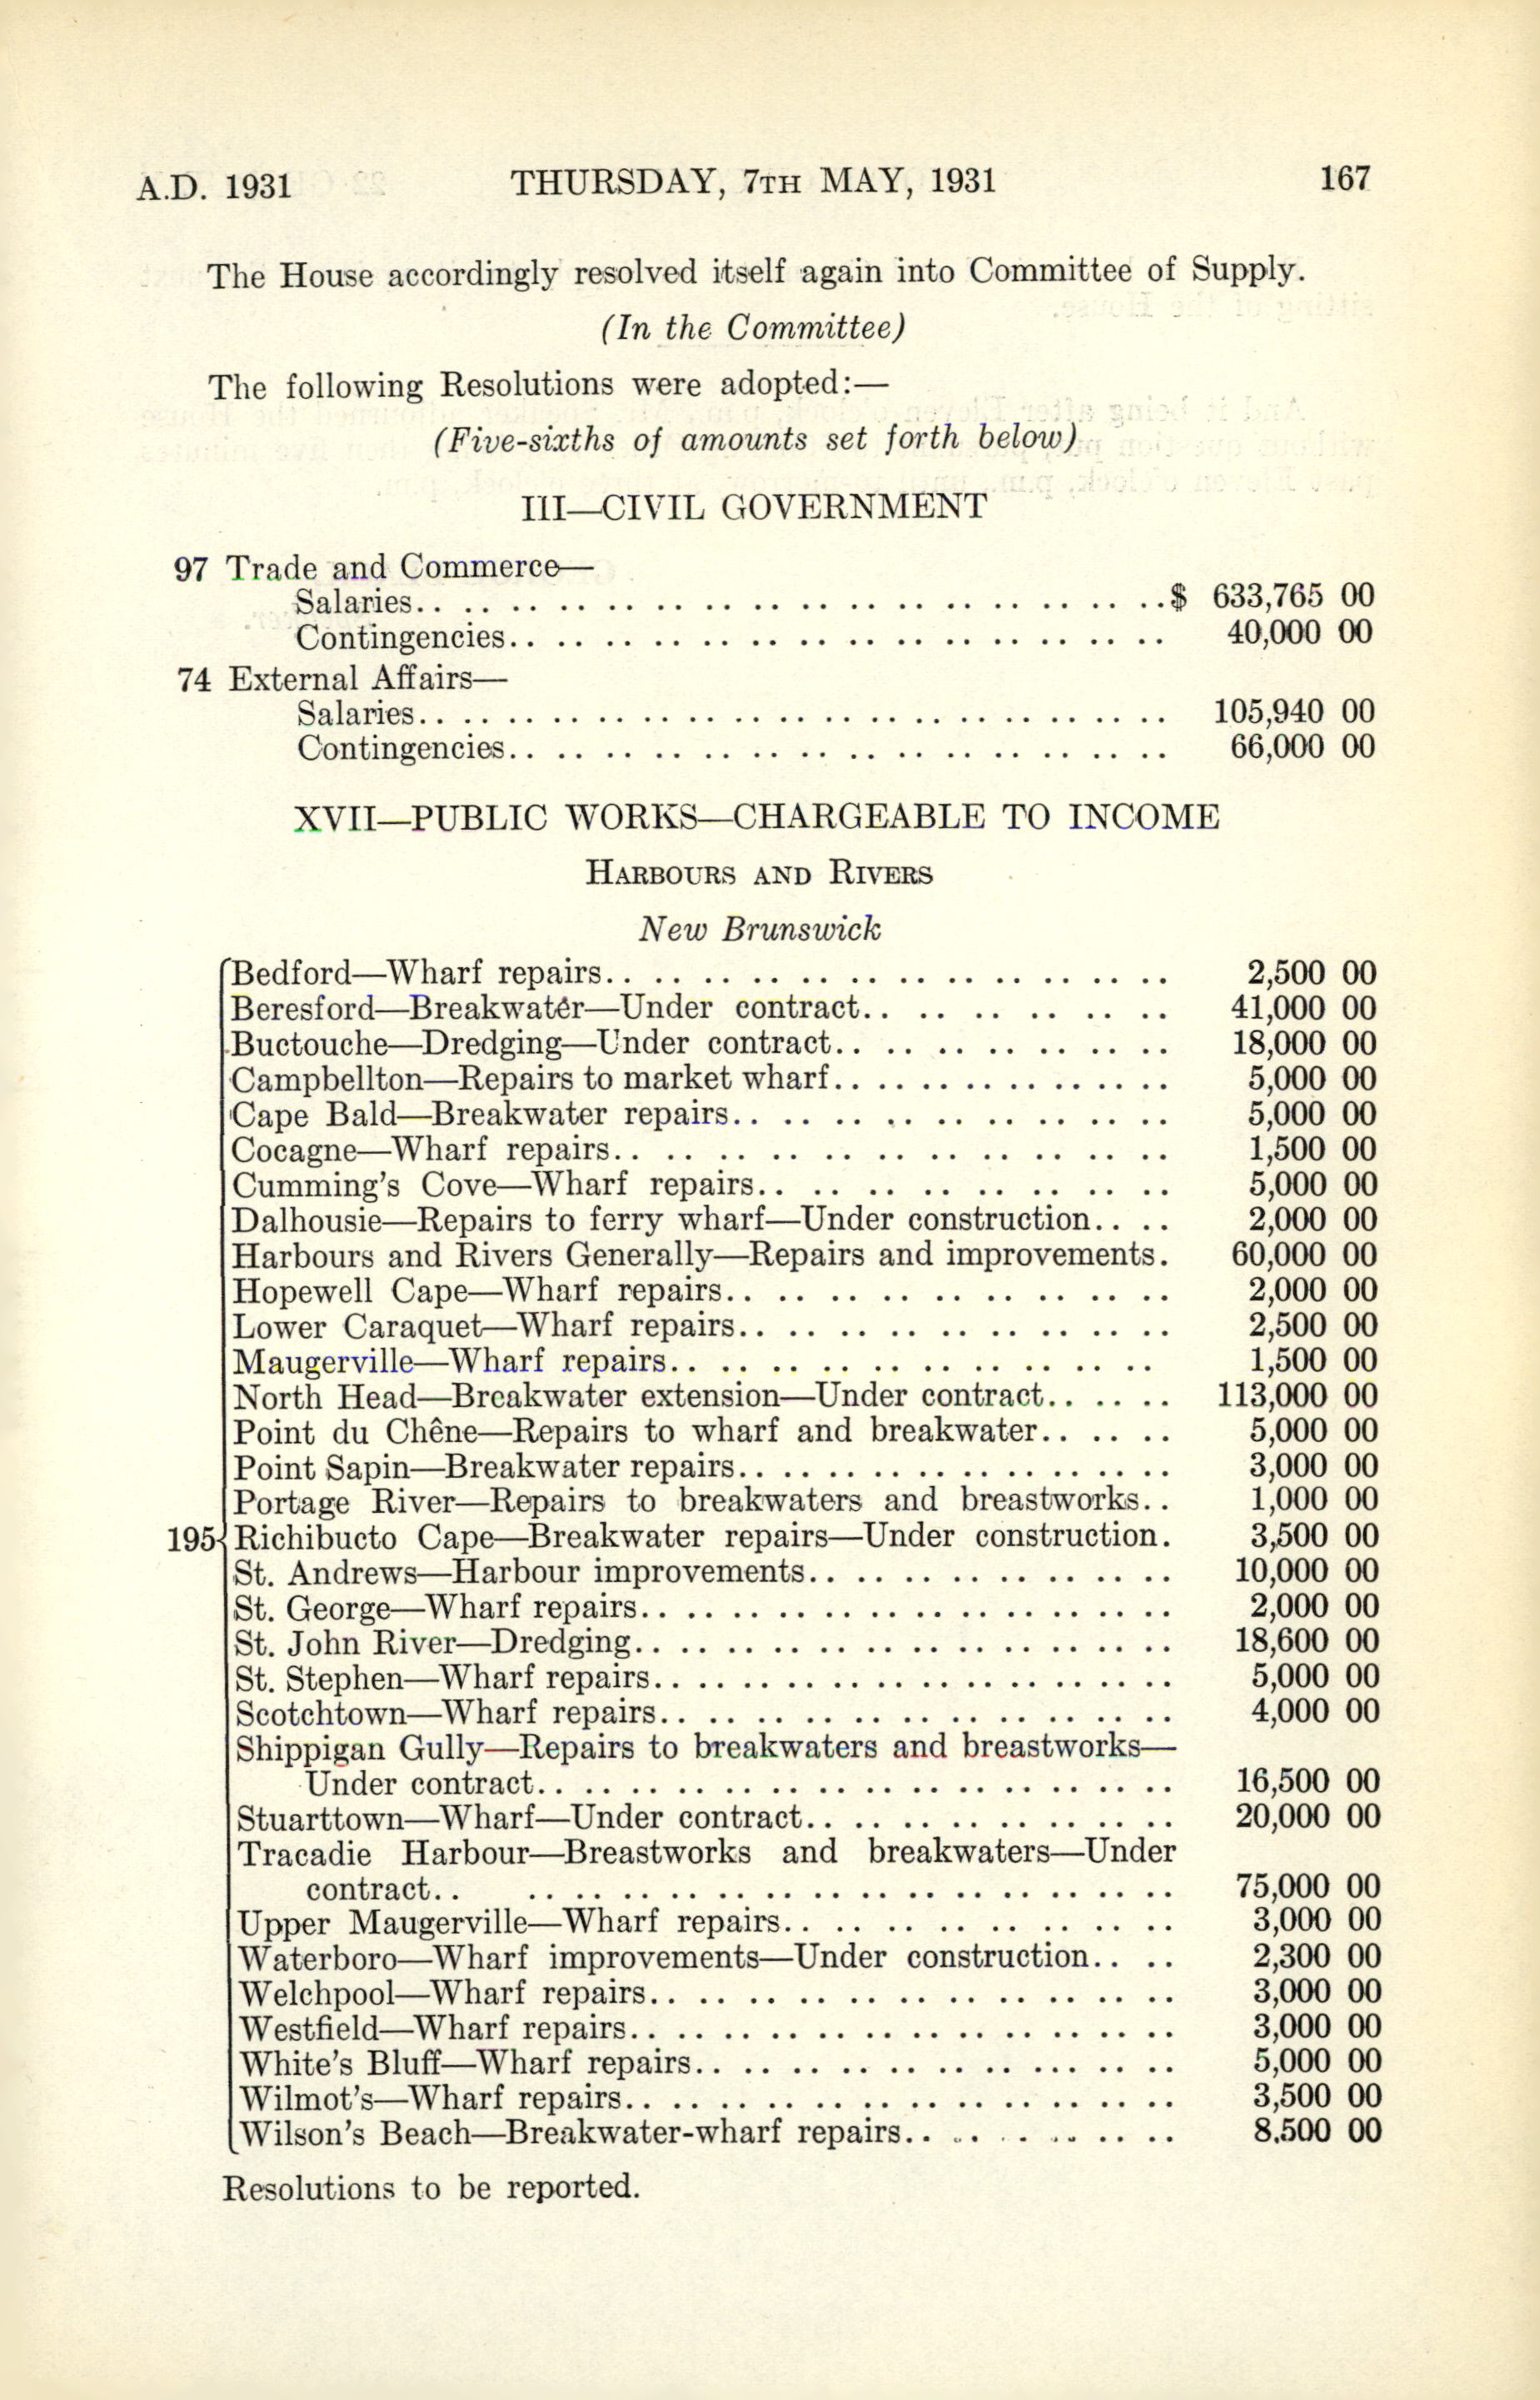 A.D. 1931 THURSDAY, 7TH MAY, 1931 167
The House accordingly resolved itself again into Committee of Supply.
(In the Committee)
The following Resolutions were adopted:—
(Five-sixths of amounts set forth below)
III—CIVIL GOVERNMENT
97 Trade and Commerce—
Salaries. . . . . . . . . . . . . . . . $ 633,765 00
Contingencies. . . . . . . . . . . . . . . . 40,000 00
74 External Affairs—
Salaries. . . . . . . . . . . . . . . . 105,940 00
Contingencies. . . . . . . . . . . . . . . . 66,000 00
XVII—PUBLIC WORKS—CHARGEABLE TO INCOME
HARBOURS AND RIVERS
New Brunswick
Bedford—Wharf repairs. . . . . . . . . . . . 2,500 00
Beresford—Breakwater—Under contract. . . . . . . . 41,000 00
Buctouche—Dredging—Under contract. . . . . . . . 18,000 00
Campbellton—Repairs to market wharf. . . . . . . . 5,000 00
Cape Bald—Breakwater repairs. . . . . . . . . . 5,000 00
Cocagne—Wharf repairs. . . . . . . . . . . . 1,500 00
Cumming's Cove—Wharf repairs. . . . . . . . . . 5,000 00
Dalhousie—Repairs to ferry wharf—Under construction. . . . 2,000 00
Harbours and Rivers Generally—Repairs and improvements. 60,000 00
Hopewell Cape—Wharf repairs. . . . . . . . . . 2,000 00
Lower Caraquet—Wharf repairs. . . . . . . . . . 2,500 00
Maugerville—Wharf repairs. . . . . . . . . . . 1,500 00
North Head—Breakwater extension—Under contract. . . . . . 113,000 00
Point du Chêne—Repairs to wharf and breakwater. . . . . . 5,000 00
Point Sapin—Breakwater repairs. . . . . . . . . . 3,000 00
Portage River—Repairs to breakwaters and breastworks. . 1,000 00
195 Richibucto Cape—Breakwater repairs—Under construction. 3,500 00
St. Andrews—Harbour improvements. . . . . . . . 10,000 00
St. George—Wharf repairs. . . . . . . . . . . . 2,000 00
St. John River—Dredging. . . . . . . . . . . . 18,600 00
St. Stephen—Wharf repairs. . . . . . . . . . . . 5,000 00
Scotchtown—Wharf repairs. . . . . . . . . . . . 4,000 00
Shippigan Gully—Repairs to breakwaters and breastworks—
Under contract. . . . . . . . . . . . . . 16,500 00
Stuarttown—Wharf—Under contract. . . . . . . . 20,000 00
Tracadie Harbour—Breastworks and breakwaters—Under
contract. . . . . . . . . . . . . . . . 75,000 00
Upper Maugerville—Wharf repairs. . . . . . . . . 3,000 00
Waterboro—Wharf improvements—Under construction. . . . 2,300 00
Welchpool—Wharf repairs. . . . . . . . . . . . 3,000 00
Westfield—Wharf repairs. . . . . . . . . . . . 3,000 00
White's Bluff—Wharf repairs. . . . . . . . . . . 5,000 00
Wilmot's—Wharf repairs. . . . . . . . . . . . 3,500 00
Wilson's Beach—Breakwater-wharf repairs. . . . . . . 8,500 00
Resolutions to be reported.